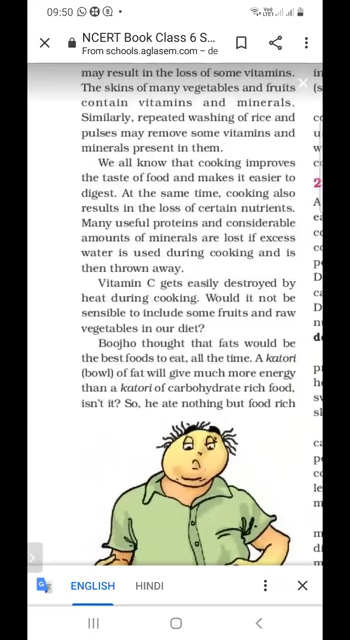 09:50
NCERT Book Class 6 S...
From schools.aglasem.com – de
may result in the loss of some vitamins.
The skins of many vegetables and fruits
contain vitamins and minerals.
Similarly, repeated washing of rice and
pulses may remove some vitamins and
minerals present in them.
We all know that cooking improves
the taste of food and makes it easier to
digest. At the same time, cooking also
results in the loss of certain nutrients.
Many useful proteins and considerable
amounts of minerals are lost if excess
water is used during cooking and is
then thrown away.
Vitamin C gets easily destroyed by
heat during cooking. Would it not be
sensible to include some fruits and raw
vegetables in our diet?
Boojho thought that fats would be
the best foods to eat, all the time. A katori
(bowl) of fat will give much more energy
than a katori of carbohydrate rich food,
isn't it? So, he ate nothing but food rich
ENGLISH
HINDI